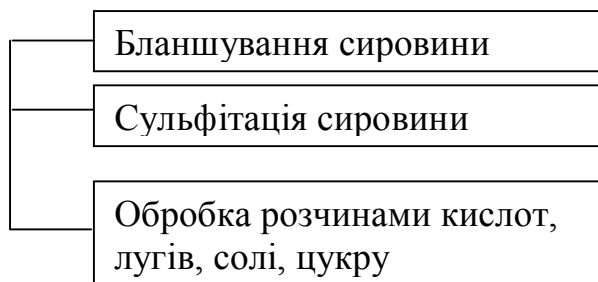 Бланшування сировини
Сульфітація сировини
Обробка розчинами кислот,
лугів, солі, цукру